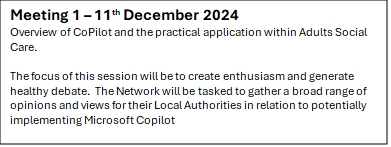 Meeting 1 – 11th December 2024
Overview of CoPilot and the practical application within Adults Social
Care.
The focus of this session will be to create enthusiasm and generate
healthy debate.  The Network will be tasked to gather a broad range of
opinions and views for their Local Authorities in relation to potentially
implementing Microsoft Copilot